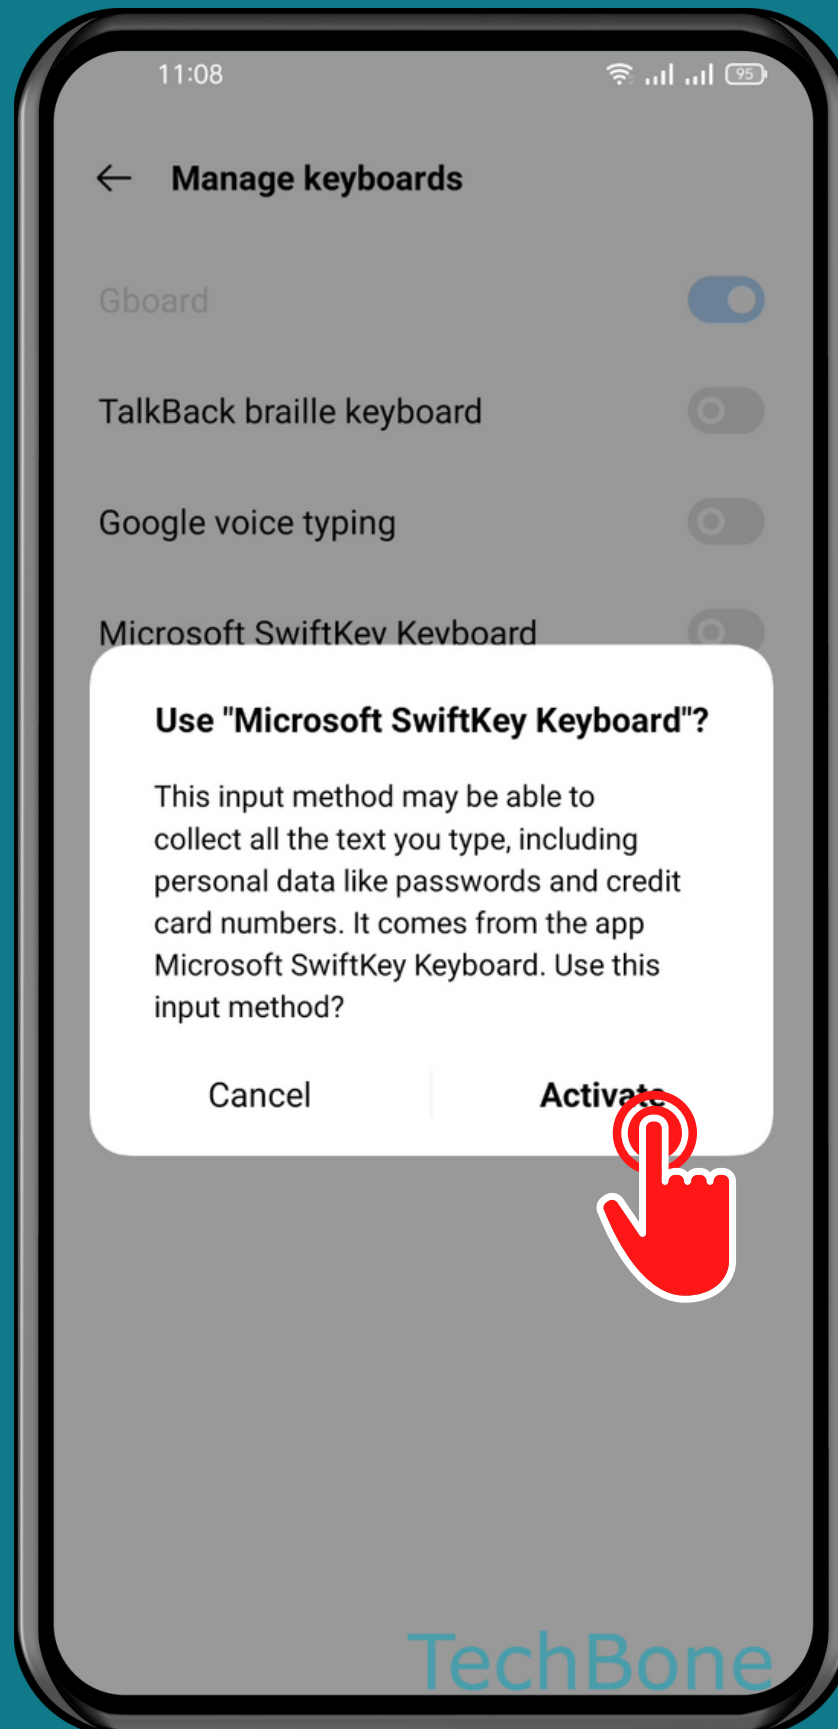 11:08
95
Manage keyboards
Gboard
TalkBack braille keyboard
Google voice typing
Microsoft SwiftKey Keyboard
Use "Microsoft SwiftKey Keyboard"?
This input method may be able to
collect all the text you type, including
personal data like passwords and credit
card numbers. It comes from the app
Microsoft SwiftKey Keyboard. Use this
input method?
Cancel
Activate
TechBone